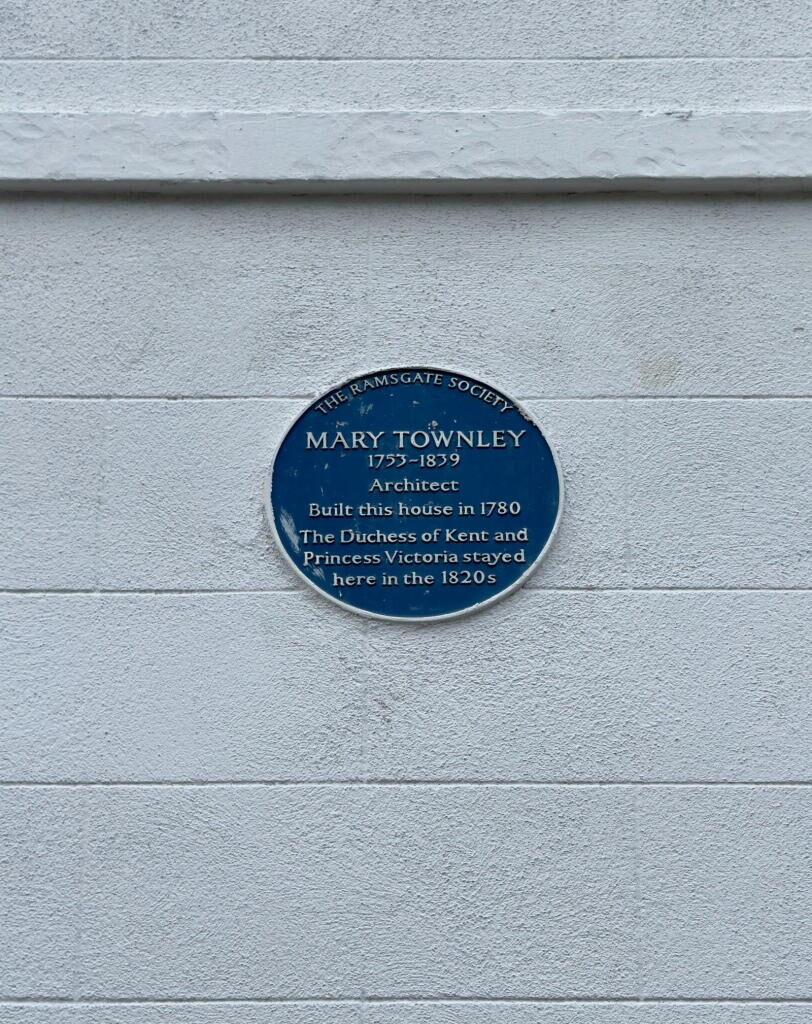 THE RAMSGATE SOCIETY
MARY TOWNLEY
1753-1839
Architect
Built this house in 1780
The Duchess of Kent and
Princess Victoria stayed
here in the 1820s